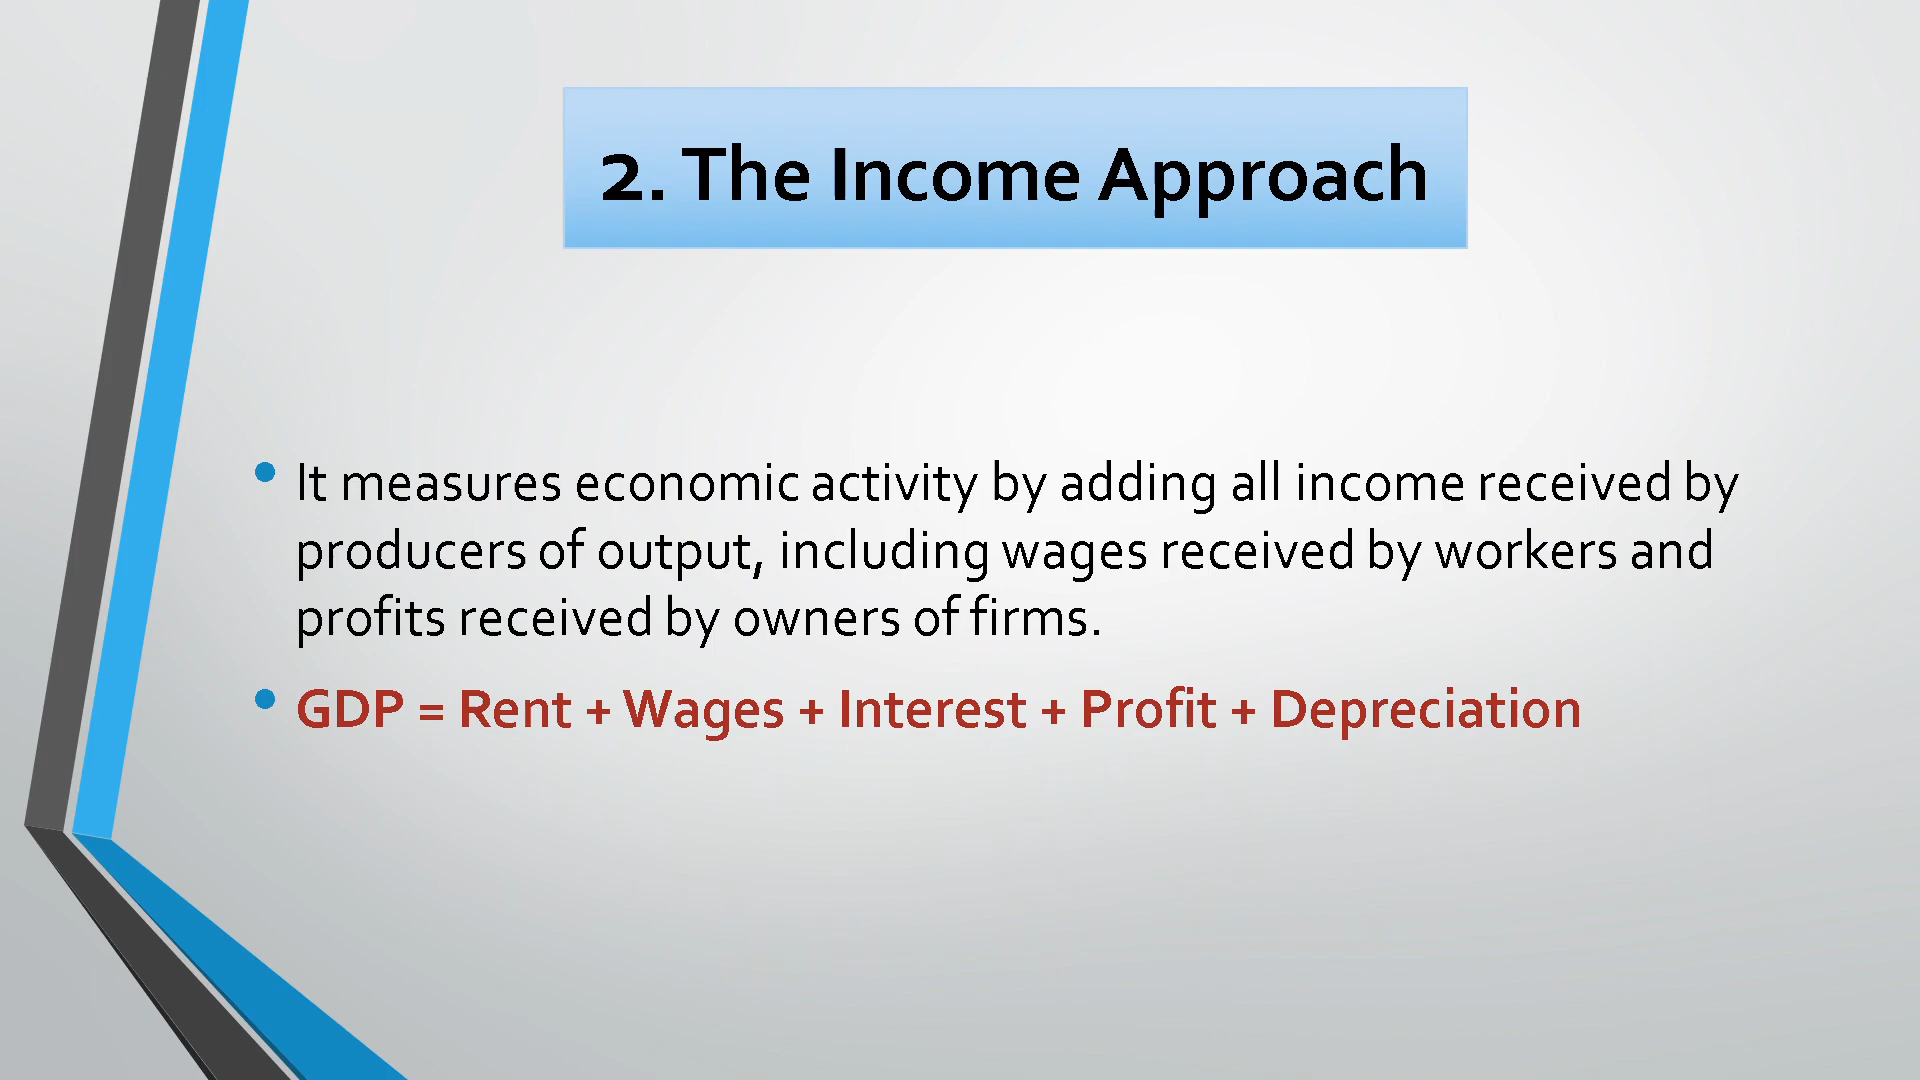 2. The Income Approach
• It measures economic activity by adding all income received by
producers of output, including wages received by workers and
profits received by owners of firms.
• GDP = Rent + Wages + Interest + Profit + Depreciation